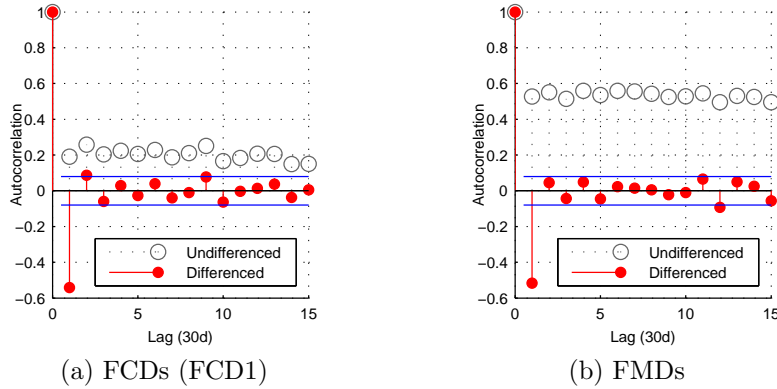 1
0.8
0.6
0.4
0.2
0
−0.2
−0.4
−0.6
Autocorrelation
0 5 10 15
Lag (30d)
Undifferenced
Differenced
(a) FCDs (FCD1)
1
0.8
0.6
0.4
0.2
0
−0.2
−0.4
−0.6
Autocorrelation
0 5 10 15
Lag (30d)
Undifferenced
Differenced
(b) FMDs